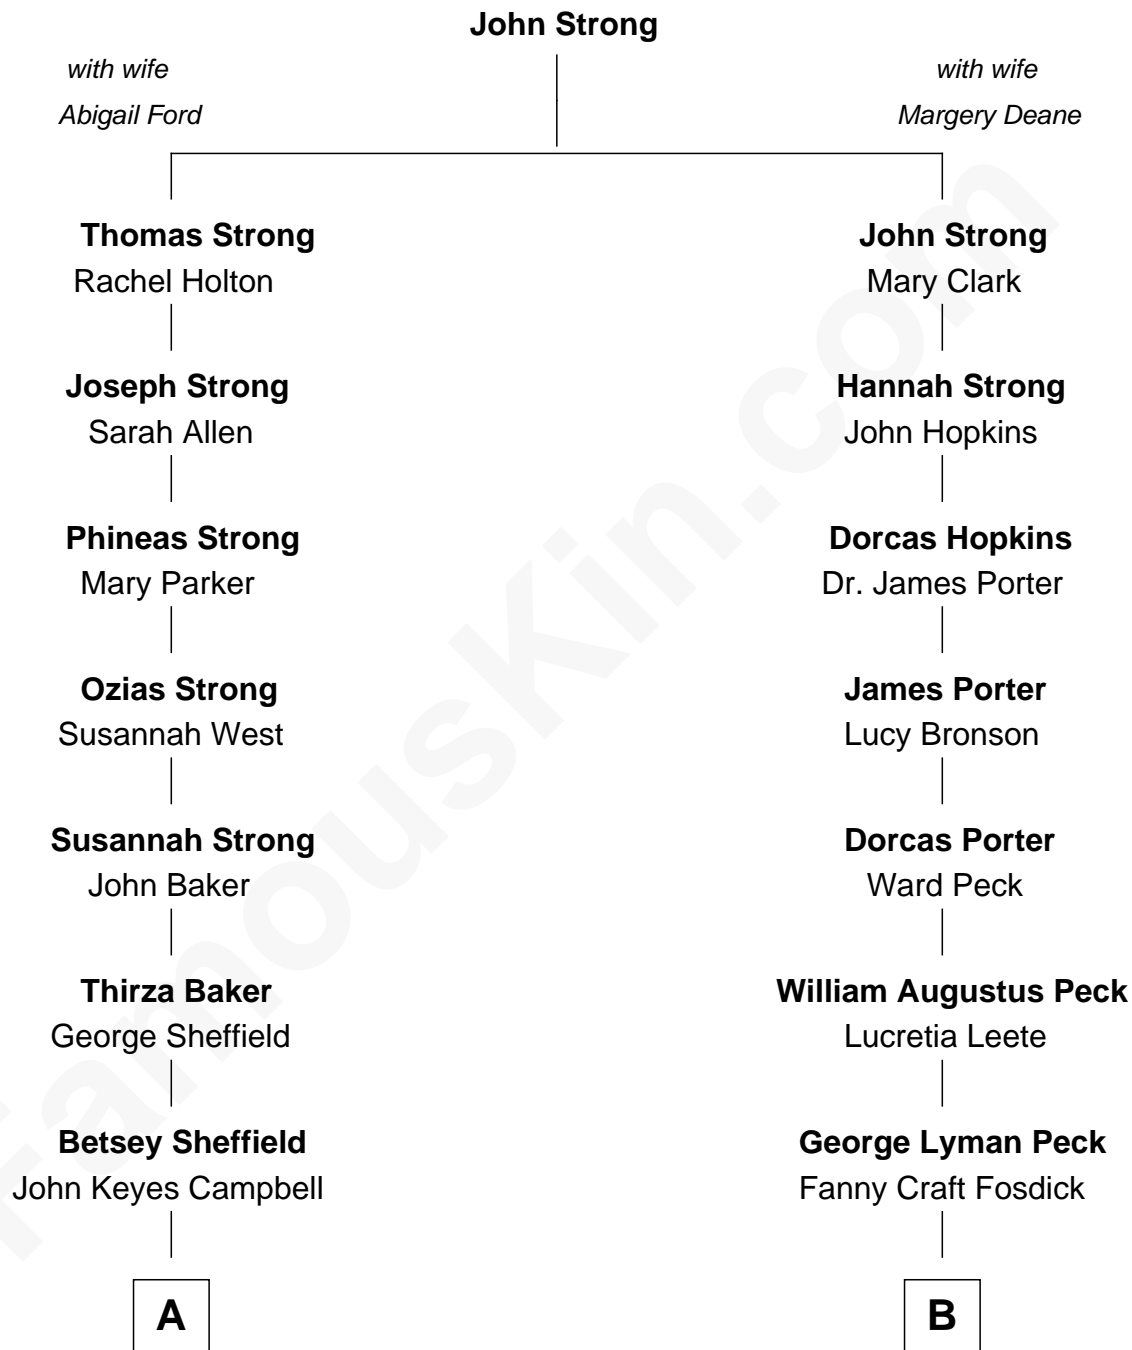 John Strong
with wife
Abigail Ford
with wife
Margery Deane
Thomas Strong
Rachel Holton
John Strong
Mary Clark
Joseph Strong
Sarah Allen
Hannah Strong
John Hopkins
Phineas Strong
Mary Parker
Dorcas Hopkins
Dr. James Porter
Ozias Strong
Susannah West
James Porter
Lucy Bronson
Susannah Strong
John Baker
Dorcas Porter
Ward Peck
Thirza Baker
George Sheffield
William Augustus Peck
Lucretia Leete
Betsey Sheffield
John Keyes Campbell
George Lyman Peck
Fanny Craft Fosdick
A
B
FamousKin.com